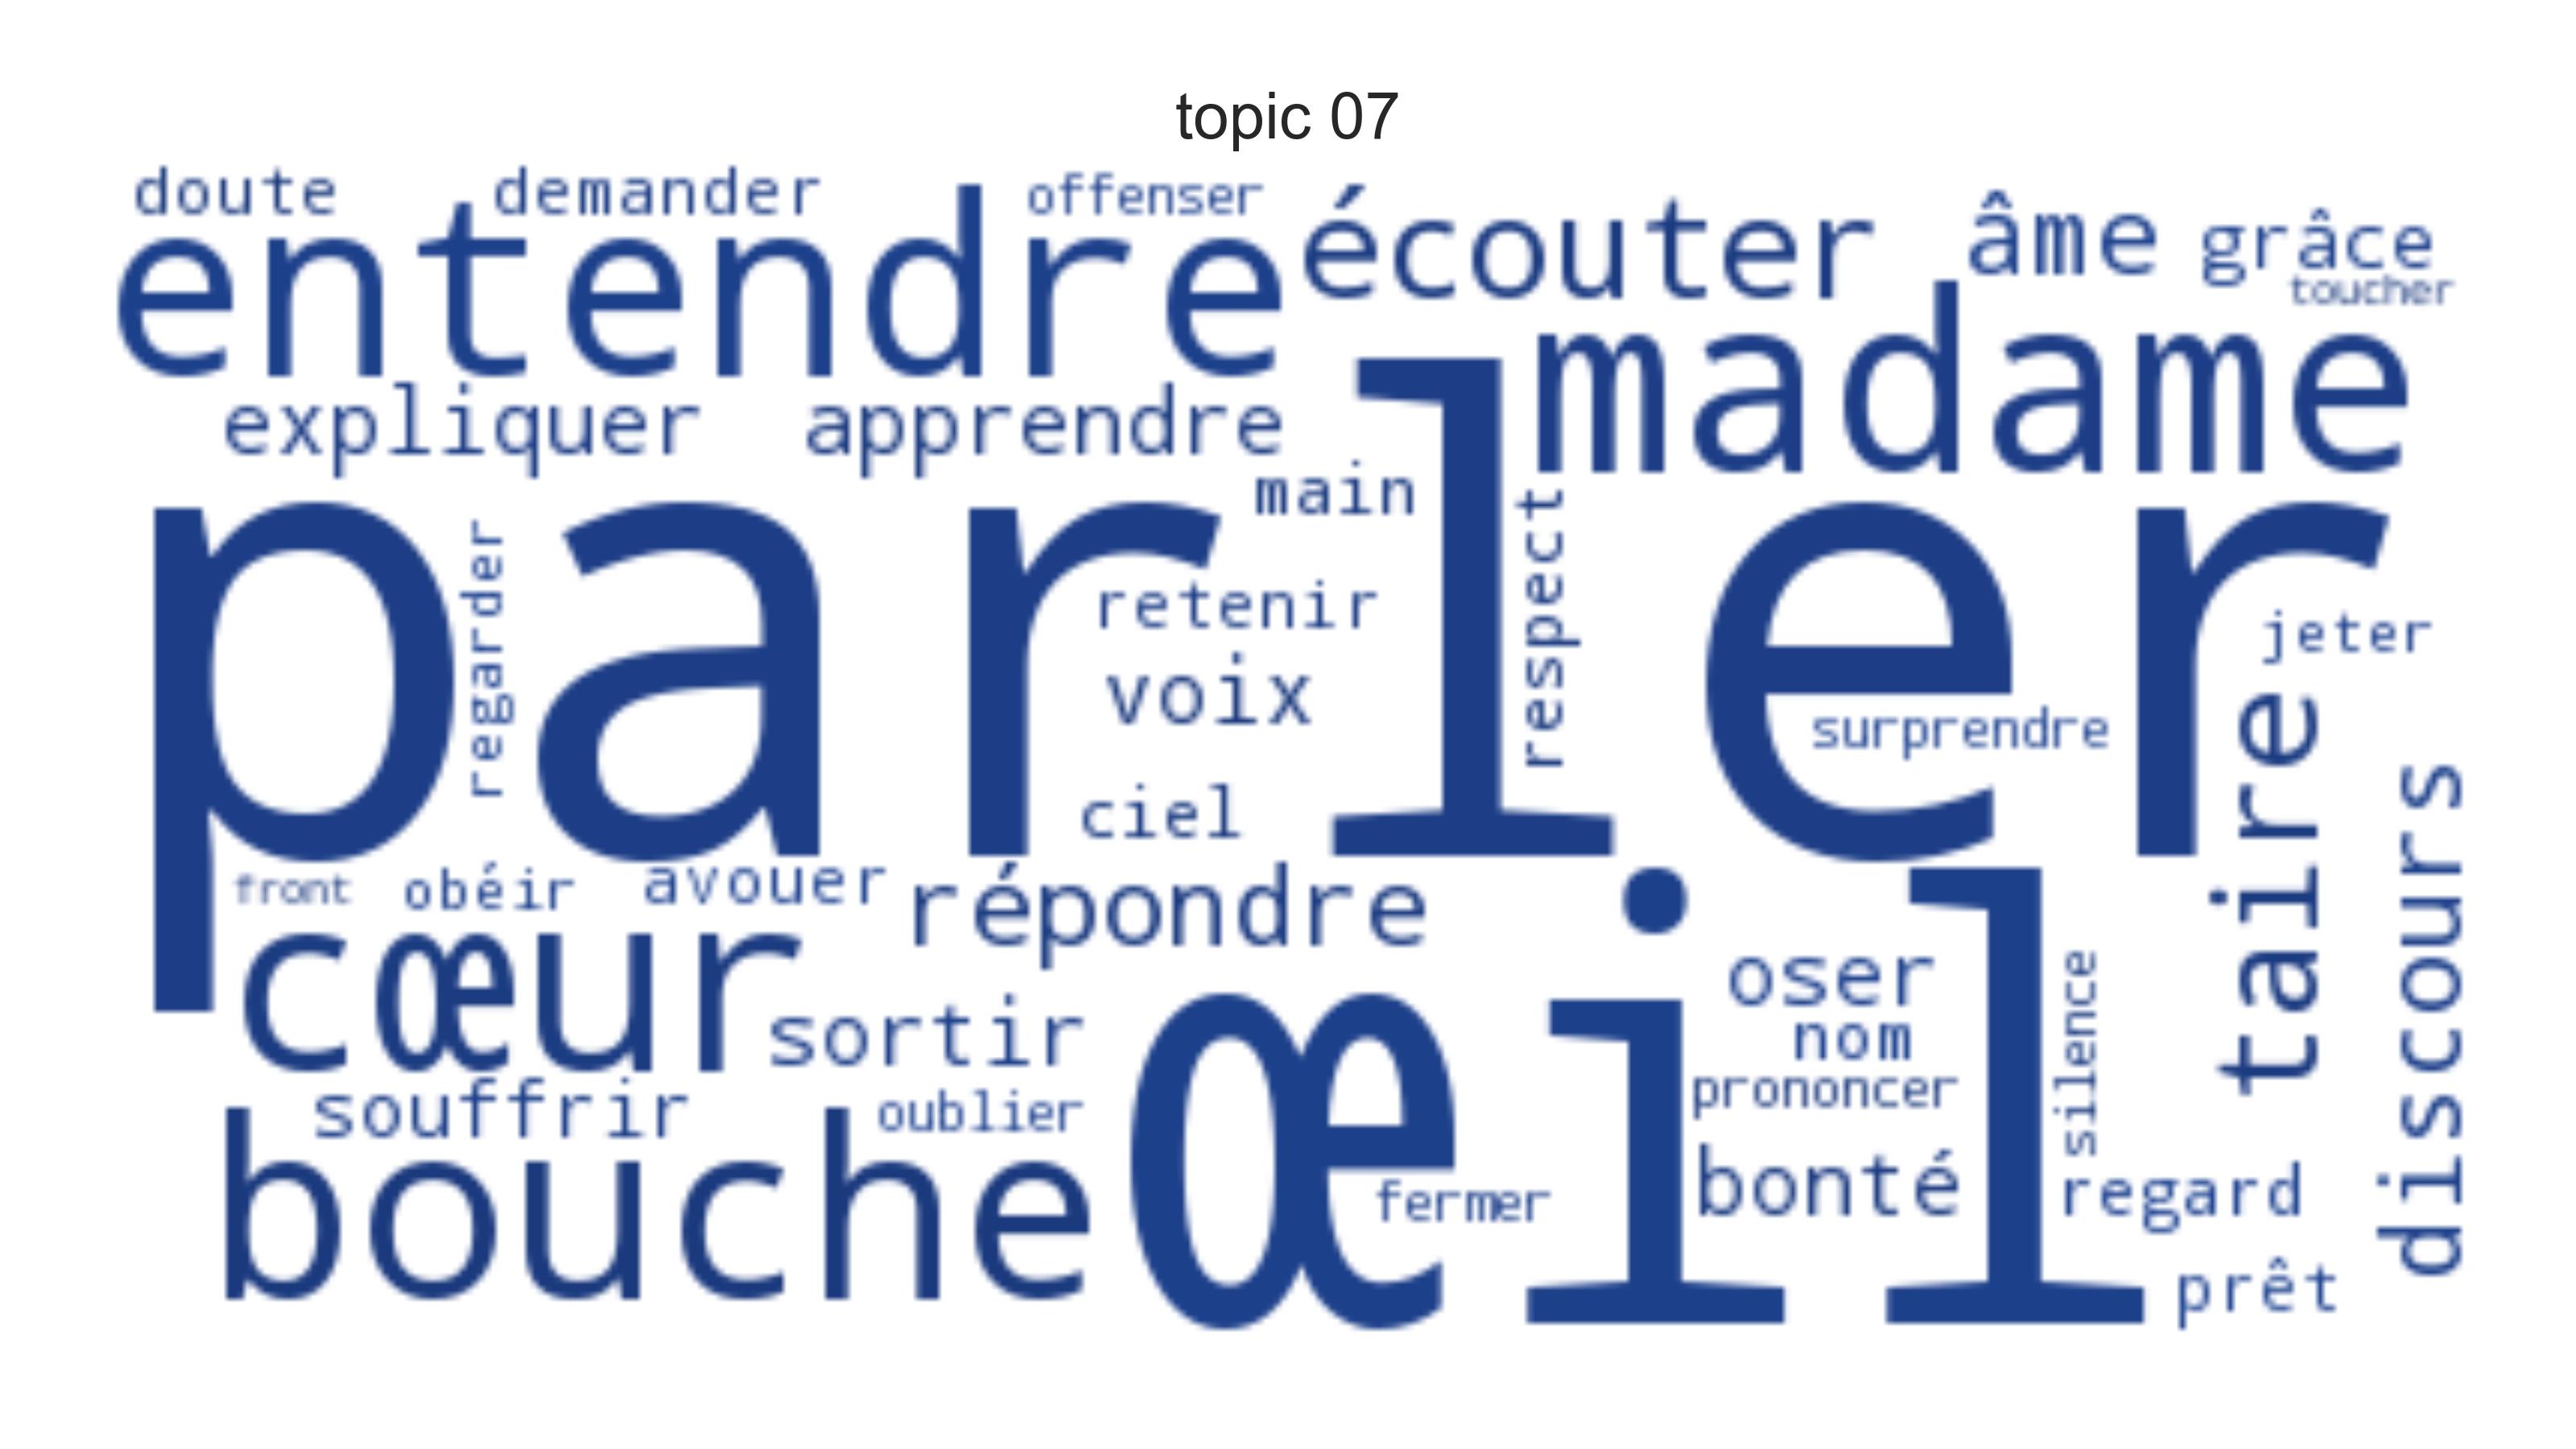 topic 07
doute
demander
offenser
écouter
âme
grâce
toucher
entendre
madame
expliquer
apprendre
main
respect
parler
regarder
retenir
voix
ciel
jeter
surprendre
taire
discours
front
obéir
avouer
répondre
cœur
sortir
œil
oser
nom
prononcer
silence
souffrir
oublier
bouche
fermer
bonté
regard
prêt